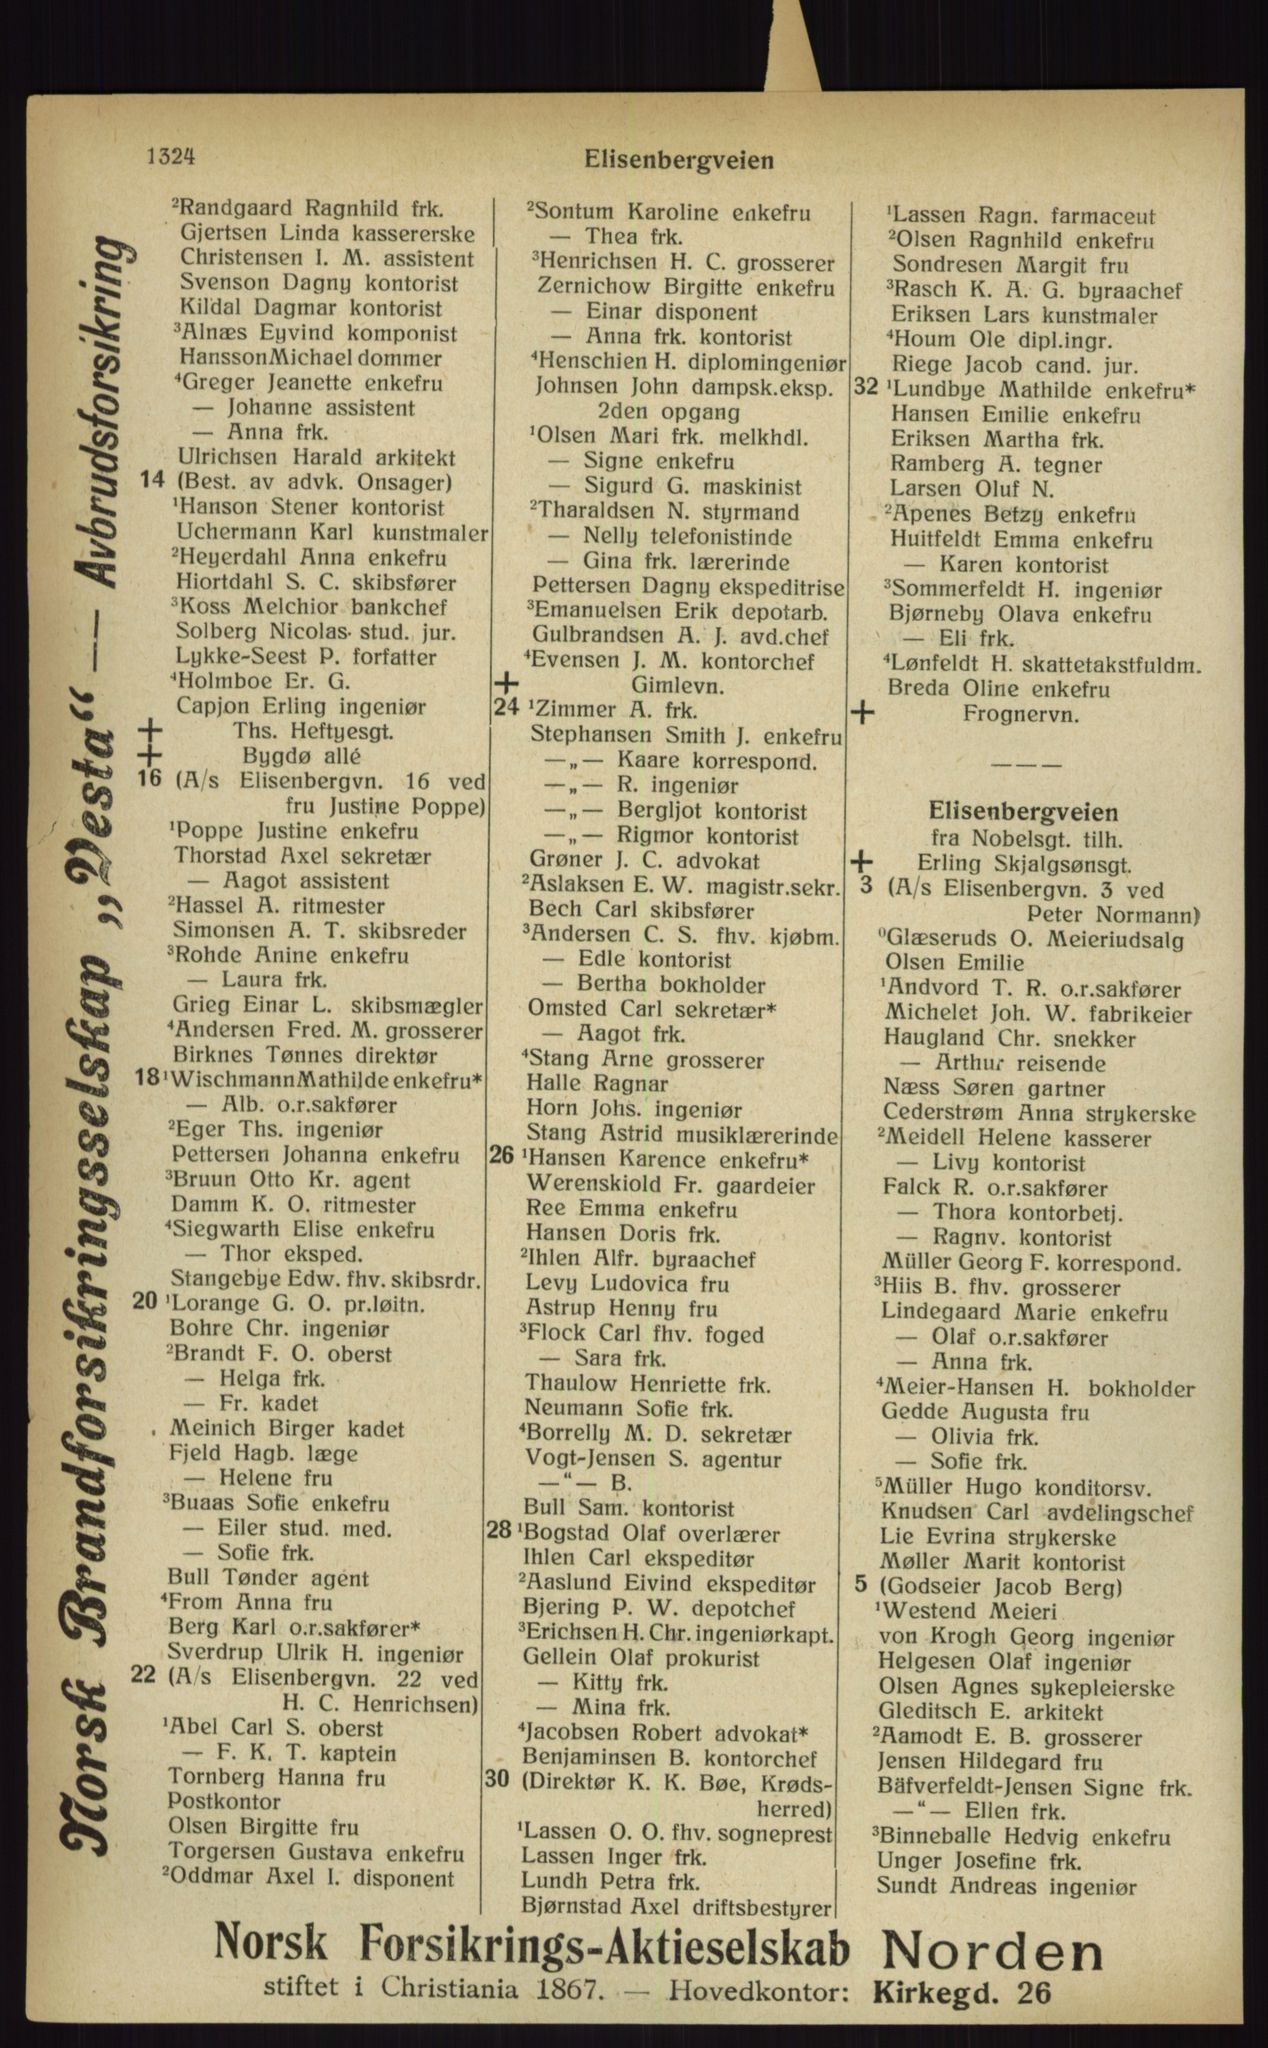 1324
Elisenbergveien
Norsk Brandforsikringsselskap „Vesta“ —— Avbrudsforsikring
²Randgaard Ragnhild frk.
Gjertsen Linda kassererske
Christensen I. M. assistent
Svenson Dagny kontorist
Kildal Dagmar kontorist
³Alnæs Eyvind komponist
Hansson Michael dommer
⁴Greger Jeanette enkefru
— Johanne assistent
— Anna frk.
Ulrichsen Harald arkitekt
14 (Best. av advk. Onsager)
¹Hanson Stener kontorist
Uchermann Karl kunstmaler
²Heyerdahl Anna enkefru
Hiortdahl S. C. skibsfører
³Koss Melchior bankchef
Solberg Nicolas stud. jur.
Lykke-Seest P. forfatter
⁴Holmboe Er. G.
Capjon Erling ingeniør
+ Ths. Heftyesgt.
+ Bygdø allé
16 (A/s Elisenbergvn. 16 ved
fru Justine Poppe)
¹Poppe Justine enkefru
Thorstad Axel sekretær
— Aagot assistent
²Hassel A. ritmester
Simonsen A. T. skibsreder
³Rohde Anine enkefru
— Laura frk.
Grieg Einar L. skibsmægler
⁴Andersen Fred. M. grosserer
Birknes Tønnes direktør
18 ¹Wischmann Mathilde enkefru*
— Alb. o.r.sakfører
²Eger Ths. ingeniør
Pettersen Johanna enkefru
³Bruun Otto Kr. agent
Damm K. O. ritmester
⁴Siegwarth Elise enkefru
— Thor eksped.
Stangebye Edw. fhv. skibsrdr.
20 ¹Lorange G. O. pr.løitn.
Bohre Chr. ingeniør
²Brandt F. O. oberst
— Helga frk.
— Fr. kadet
Meinich Birger kadet
Fjeld Hagb. læge
— Helene fru
³Buaas Sofie enkefru
— Eiler stud. med.
— Sofie frk.
Bull Tønder agent
⁴From Anna fru
Berg Karl o.r.sakfører*
Sverdrup Ulrik H. ingeniør
22 (A/s Elisenbergvn. 22 ved
H. C. Henrichsen)
¹Abel Carl S. oberst
— F. K. T. kaptein
Tornberg Hanna fru
Postkontor
Olsen Birgitte fru
Torgersen Gustava enkefru
²Oddmar Axel I. disponent
²Sontum Karoline enkefru
— Thea frk.
³Henrichsen H. C. grosserer
Zernichow Birgitte enkefru
— Einar disponent
— Anna frk. kontorist
⁴Henschien H. diplomingeniør
Johnsen John dampsk.eksp.
2den opgang
¹Olsen Mari frk. melkhdl.
— Signe enkefru
— Sigurd G. maskinist
²Tharaldsen N. styrmand
— Nelly telefonistinde
— Gina frk. lærerinde
Pettersen Dagny ekspeditrise
³Emanuelsen Erik depotarb.
Gulbrandsen A. J. avd.chef
⁴Evensen J. M. kontorchef
+ Gimlevn.
24 ¹Zimmer A. frk.
Stephansen Smith J. enkefru
—„— Kaare korrespond.
—„— R. ingeniør
—„— Bergljot kontorist
—„— Rigmor kontorist
Grøner J. C. advokat
²Aslaksen E. W. magistr.sekr.
Bech Carl skibsfører
³Andersen C. S. fhv. kjøbm.
— Edle kontorist
— Bertha bokholder
Omsted Carl sekretær*
— Aagot frk.
⁴Stang Arne grosserer
Halle Ragnar
Horn Johs. ingeniør
Stang Astrid musiklærerinde
26 ¹Hansen Karence enkefru*
Werenskiold Fr. gaardeier
Ree Emma enkefru
Hansen Doris frk.
²Ihlen Alfr. byraachef
Levy Ludovica fru
Astrup Henny fru
³Flock Carl fhv. foged
— Sara frk.
Thaulow Henriette frk.
Neumann Sofie frk.
⁴Borrelly M. D. sekretær
Vogt-Jensen S. agentur
—“— B.
Bull Sam. kontorist
28 ¹Bogstad Olaf overlærer
Ihlen Carl ekspeditør
²Aaslund Eivind ekspeditør
Bjering P. W. depotchef
³Erichsen H. Chr. ingeniørkapt.
Gellein Olaf prokurist
— Kitty frk.
— Mina frk.
⁴Jacobsen Robert advokat*
Benjaminsen B. kontorchef
30 (Direktør K. K. Bøe, Krøds-
herred)
¹Lassen O. O. fhv. sogneprest
Lassen Inger frk.
Lundh Petra frk.
Bjørnstad Axel driftsbestyrer
¹Lassen Ragn. farmaceut
²Olsen Ragnhild enkefru
Sondresen Margit fru
³Rasch K. A. G. byraachef
Eriksen Lars kunstmaler
⁴Houm Ole dipl.ingr.
Riege Jacob cand. jur.
32 ¹Lundbye Mathilde enkefru*
Hansen Emilie enkefru
Eriksen Martha frk.
Ramberg A. tegner
Larsen Oluf N.
²Apenes Betzy enkefru
Huitfeldt Emma enkefru
— Karen kontorist
³Sommerfeldt H. ingeniør
Bjørneby Olava enkefru
— Eli frk.
⁴Lønfeldt H. skattetakstfuldm.
Breda Oline enkefru
+ Frognervn.
— — —
Elisenbergveien
fra Nobelsgt. tilh.
+ Erling Skjalgsønsgt.
3 (A/s Elisenbergvn. 3 ved
Peter Normann)
⁰Glæseruds O. Meieriudsalg
Olsen Emilie
¹Andvord T. R. o.r.sakfører
Michelet Joh. W. fabrikeier
Haugland Chr. snekker
— Arthur reisende
Næss Søren gartner
Cederstrøm Anna strykerske
²Meidell Helene kasserer
— Livy kontorist
Falck R. o.r.sakfører
— Thora kontorbetj.
— Ragnv. kontorist
Müller Georg F. korrespond.
³Hiis B. fhv. grosserer
Lindegaard Marie enkefru
— Olaf o.r.sakfører
— Anna frk.
⁴Meier-Hansen H. bokholder
Gedde Augusta fru
— Olivia frk.
— Sofie frk.
⁵Müller Hugo konditorsv.
Knudsen Carl avdelingschef
Lie Evrina strykerske
Møller Marit kontorist
5 (Godseier Jacob Berg)
¹Westend Meieri
von Krogh Georg ingeniør
Helgesen Olaf ingeniør
Olsen Agnes sykepleierske
Gleditsch E. arkitekt
²Aamodt E. B. grosserer
Jensen Hildegard fru
Bäfverfeldt-Jensen Signe frk.
—“— Ellen frk.
³Binneballe Hedvig enkefru
Unger Josefine frk.
Sundt Andreas ingeniør
Norsk Forsikrings-Aktieselskab Norden
stiftet i Christiania 1867. — Hovedkontor: Kirkegd. 26